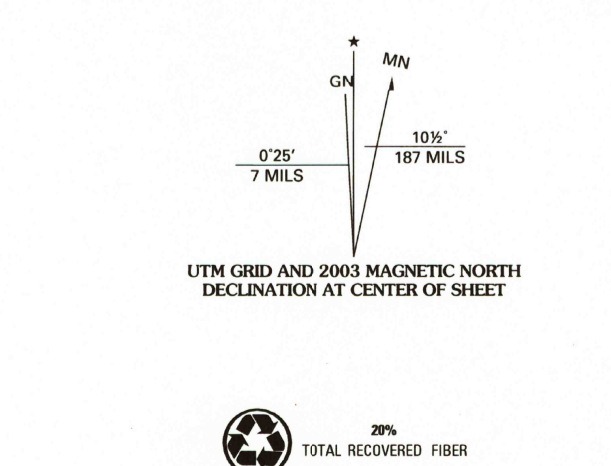 ★
MN
GN
0°25′
7 MILS
10½°
187 MILS
UTM GRID AND 2003 MAGNETIC NORTH
DECLINATION AT CENTER OF SHEET
20%
TOTAL RECOVERED FIBER